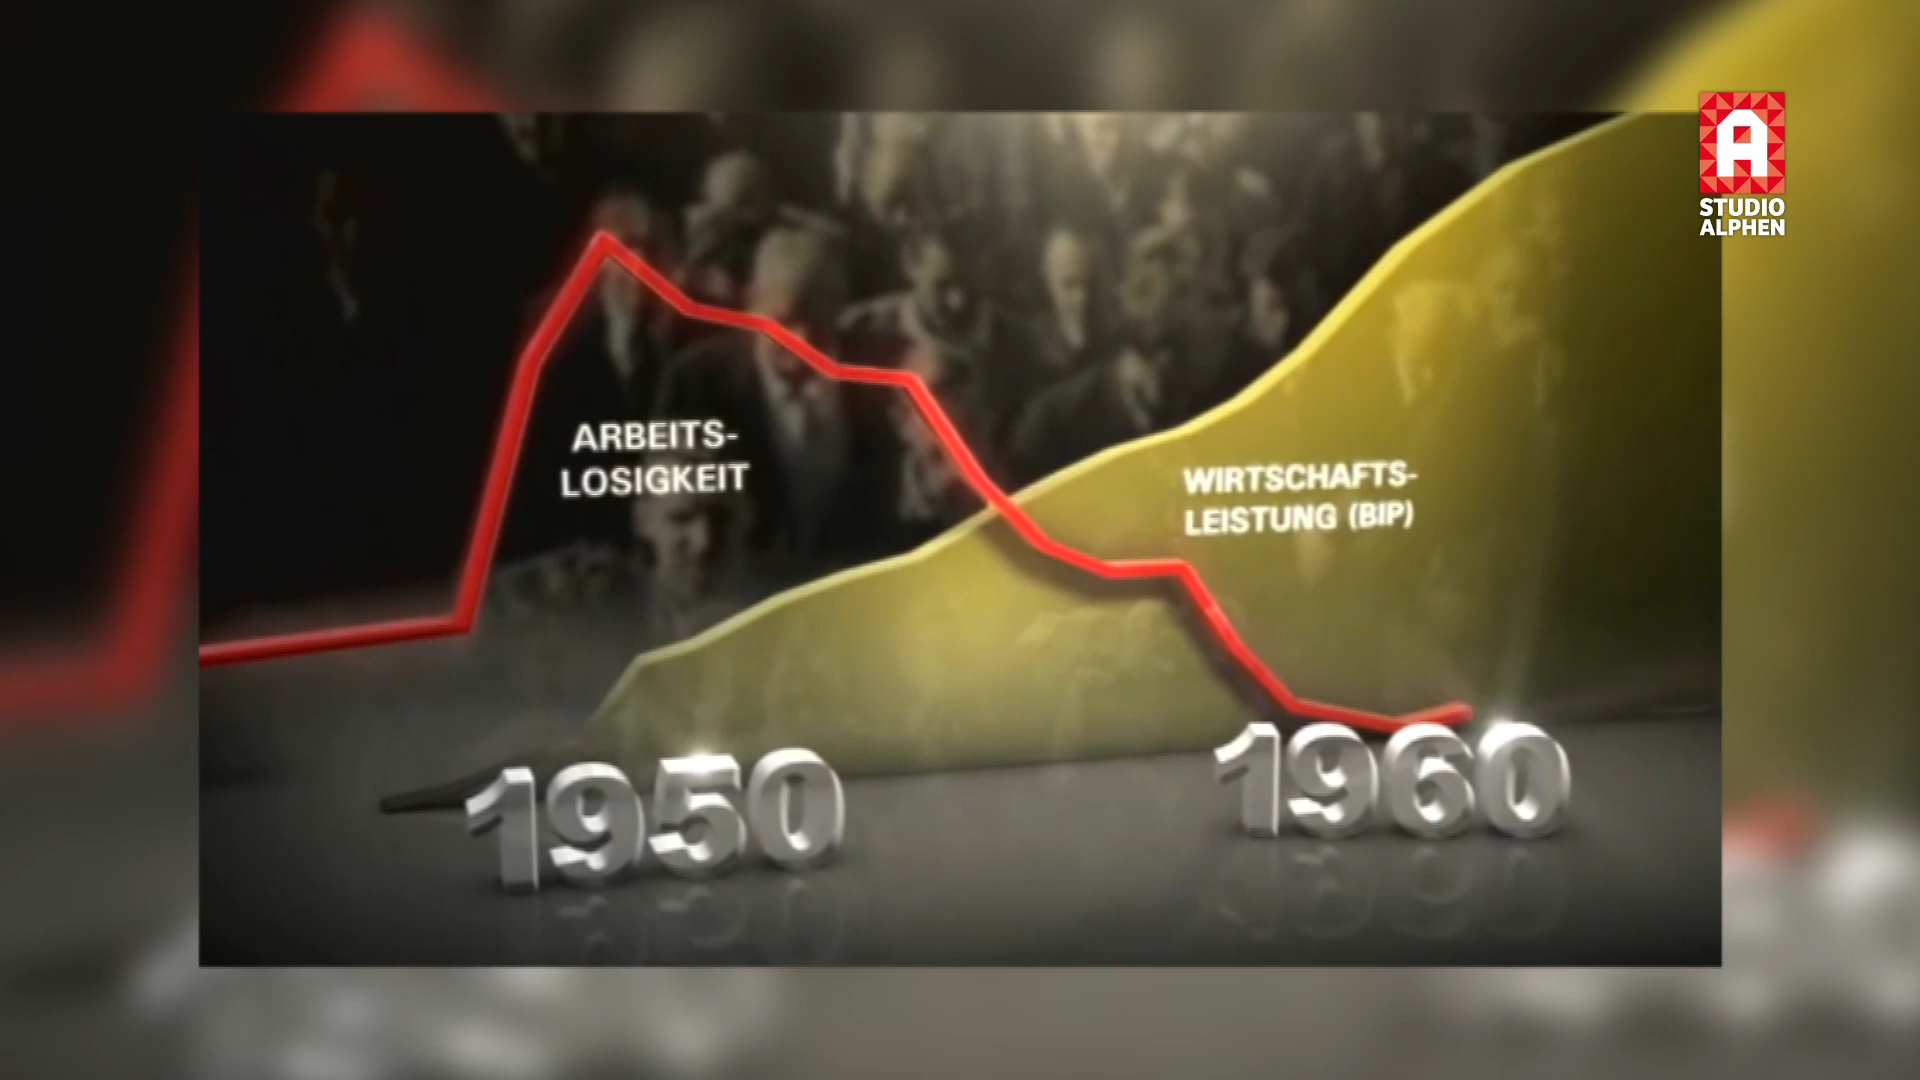 STUDIO
ALPHEN
ARBEITS-
LOSIGKEIT
WIRTSCHAFTS-
LEISTUNG (BIP)
1950
1960